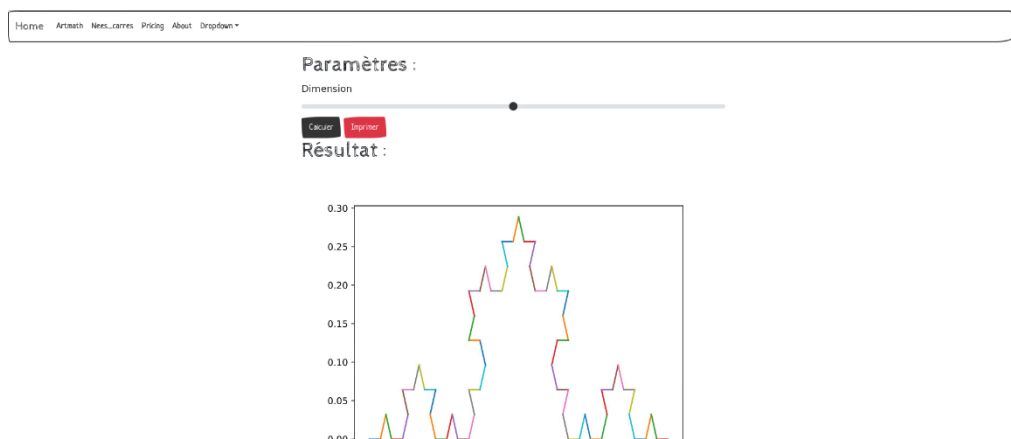 Home Artmath Nees_carres Pricing About Dropdown
Paramètres :
Dimension
Calculer Imprimer
Résultat :
0.30
0.25
0.20
0.15
0.10
0.05
0.00